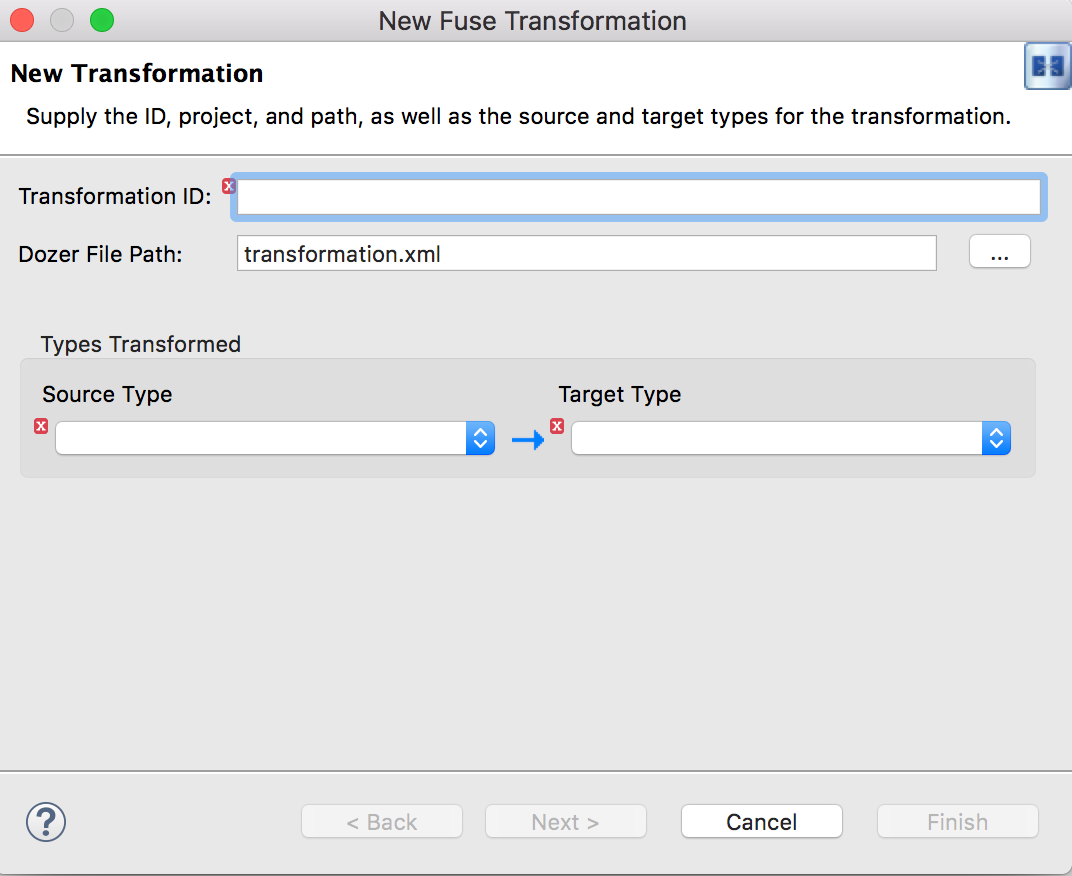 New Fuse Transformation
New Transformation
Supply the ID, project, and path, as well as the source and target types for the transformation.
Transformation ID:
Dozer File Path:
transformation.xml
...
Types Transformed
Source Type
Target Type
?
< Back
Next >
Cancel
Finish